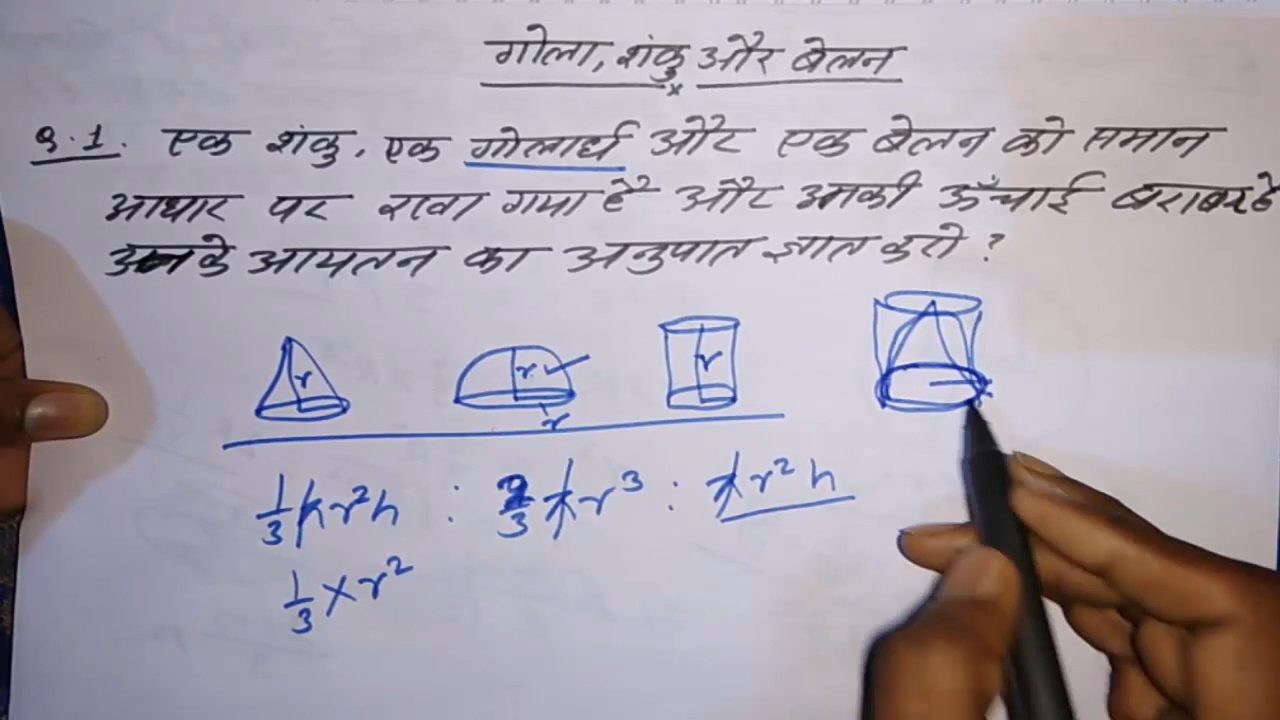 गोला, शंकु और बेलन
Q.1. एक शंकु, एक गोलार्ध और एक बेलन को समान
आधार पर रखा गया है और उनकी ऊँचाई बराबर है
उनके आयतन का अनुपात ज्ञात करो ?
r r r
r
1/3 πr²h : 2/3 πr³ : πr²h
1/3 × r²